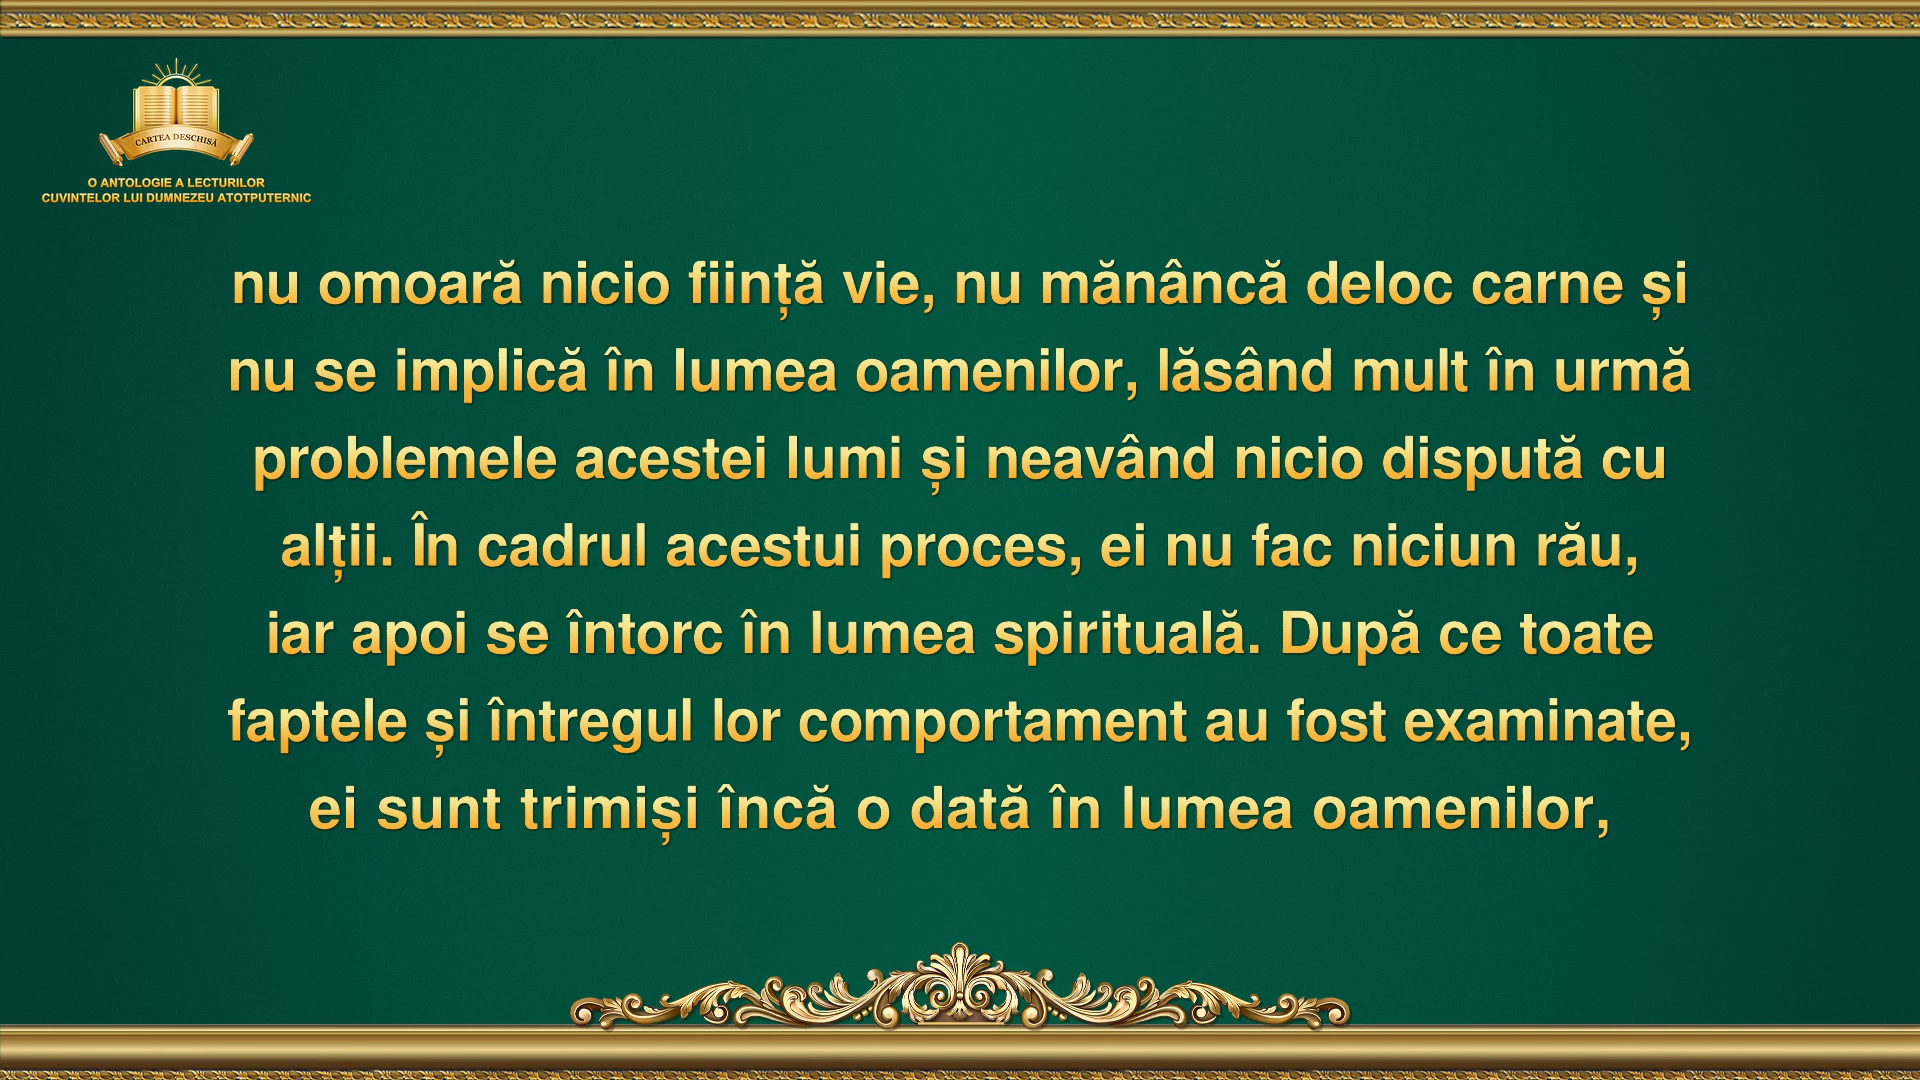 CARTEA DESCHISĂ
O ANTOLOGIE A LECTURILOR
CUVINTELOR LUI DUMNEZEU ATOTPUTERNIC
nu omoară nicio ființă vie, nu mănâncă deloc carne și
nu se implică în lumea oamenilor, lăsând mult în urmă
problemele acestei lumi și neavând nicio dispută cu
alții. În cadrul acestui proces, ei nu fac niciun rău,
iar apoi se întorc în lumea spirituală. După ce toate
faptele și întregul lor comportament au fost examinate,
ei sunt trimiși încă o dată în lumea oamenilor,